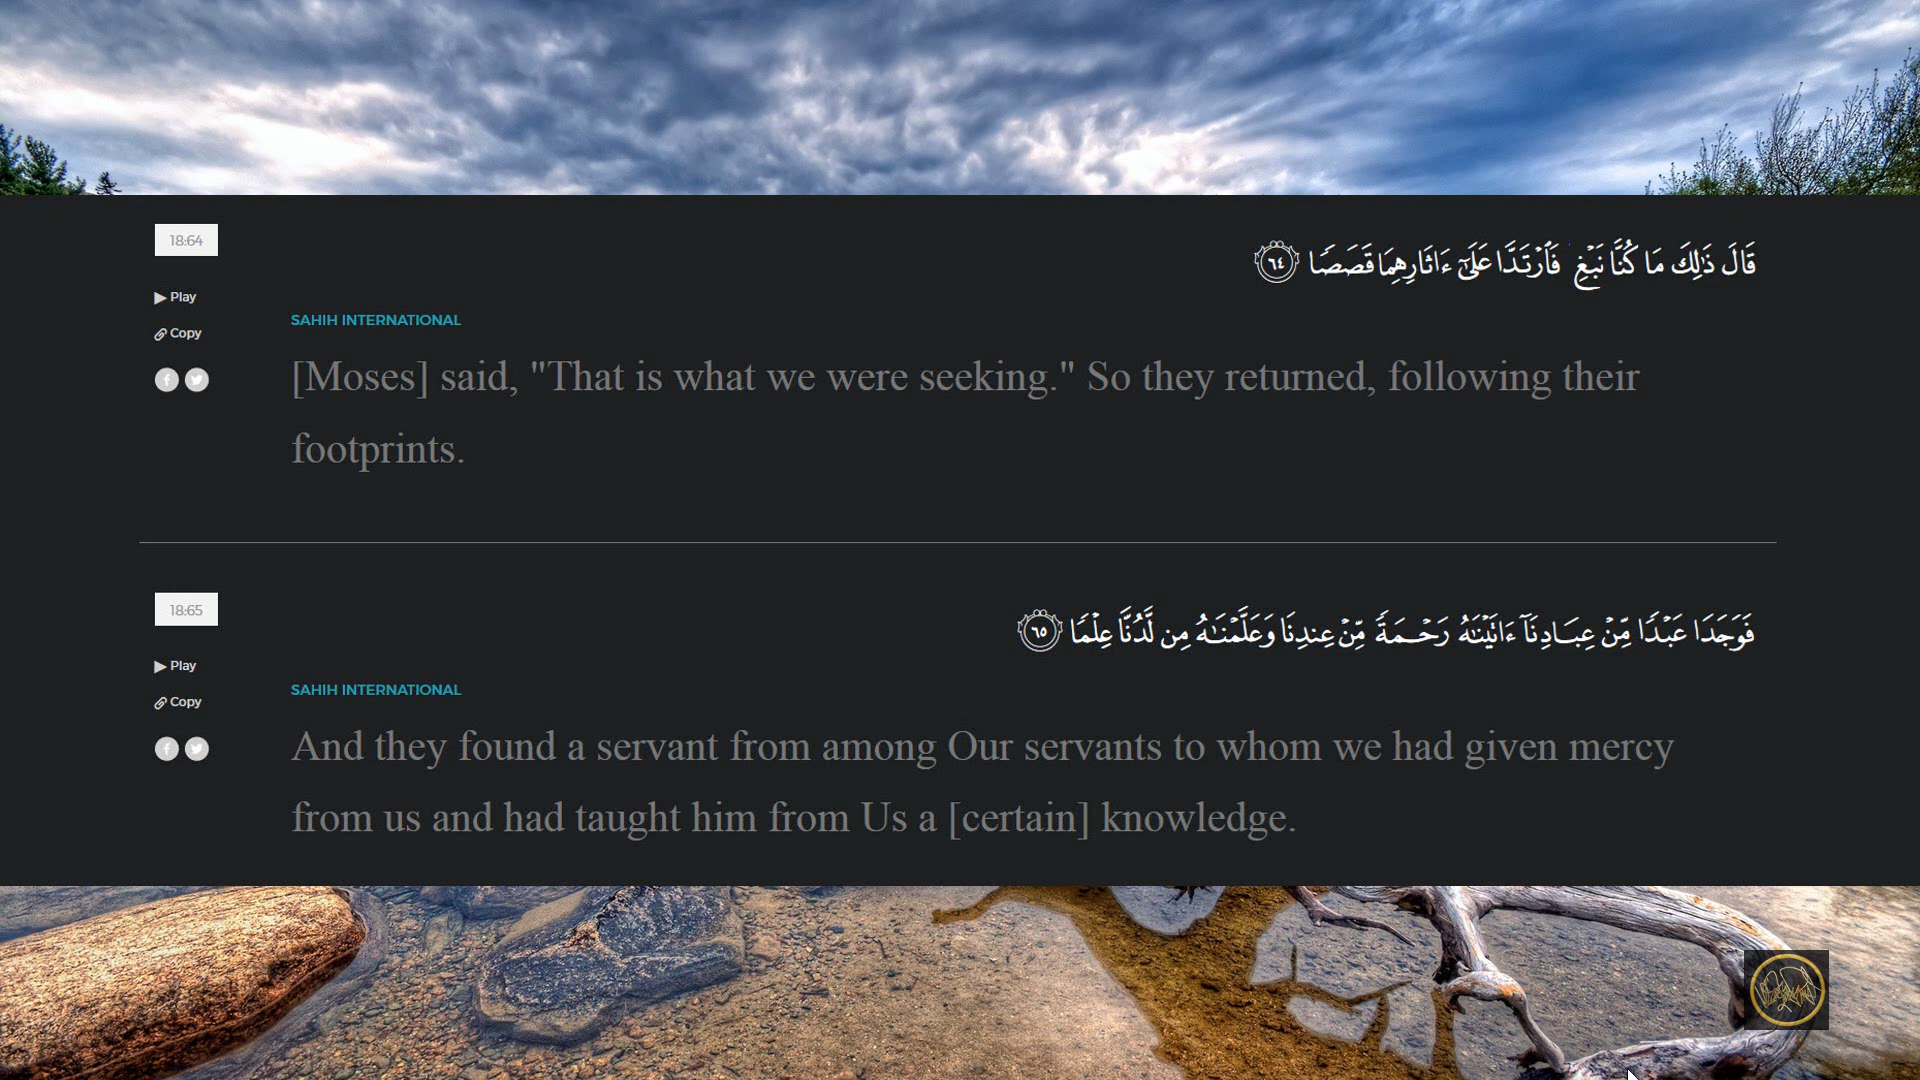 18:64
قَالَ ذَٰلِكَ مَا كُنَّا نَبْغِ ۚ فَٱرْتَدَّا عَلَىٰٓ ءَاثَارِهِمَا قَصَصًا ٦٤
Play
SAHIH INTERNATIONAL
Copy
[Moses] said, "That is what we were seeking." So they returned, following their
footprints.
18:65
فَوَجَدَا عَبْدًا مِّنْ عِبَادِنَآ ءَاتَيْنَٰهُ رَحْمَةً مِّنْ عِندِنَا وَعَلَّمْنَٰهُ مِن لَّدُنَّا عِلْمًا ٦٥
Play
SAHIH INTERNATIONAL
Copy
And they found a servant from among Our servants to whom we had given mercy
from us and had taught him from Us a [certain] knowledge.